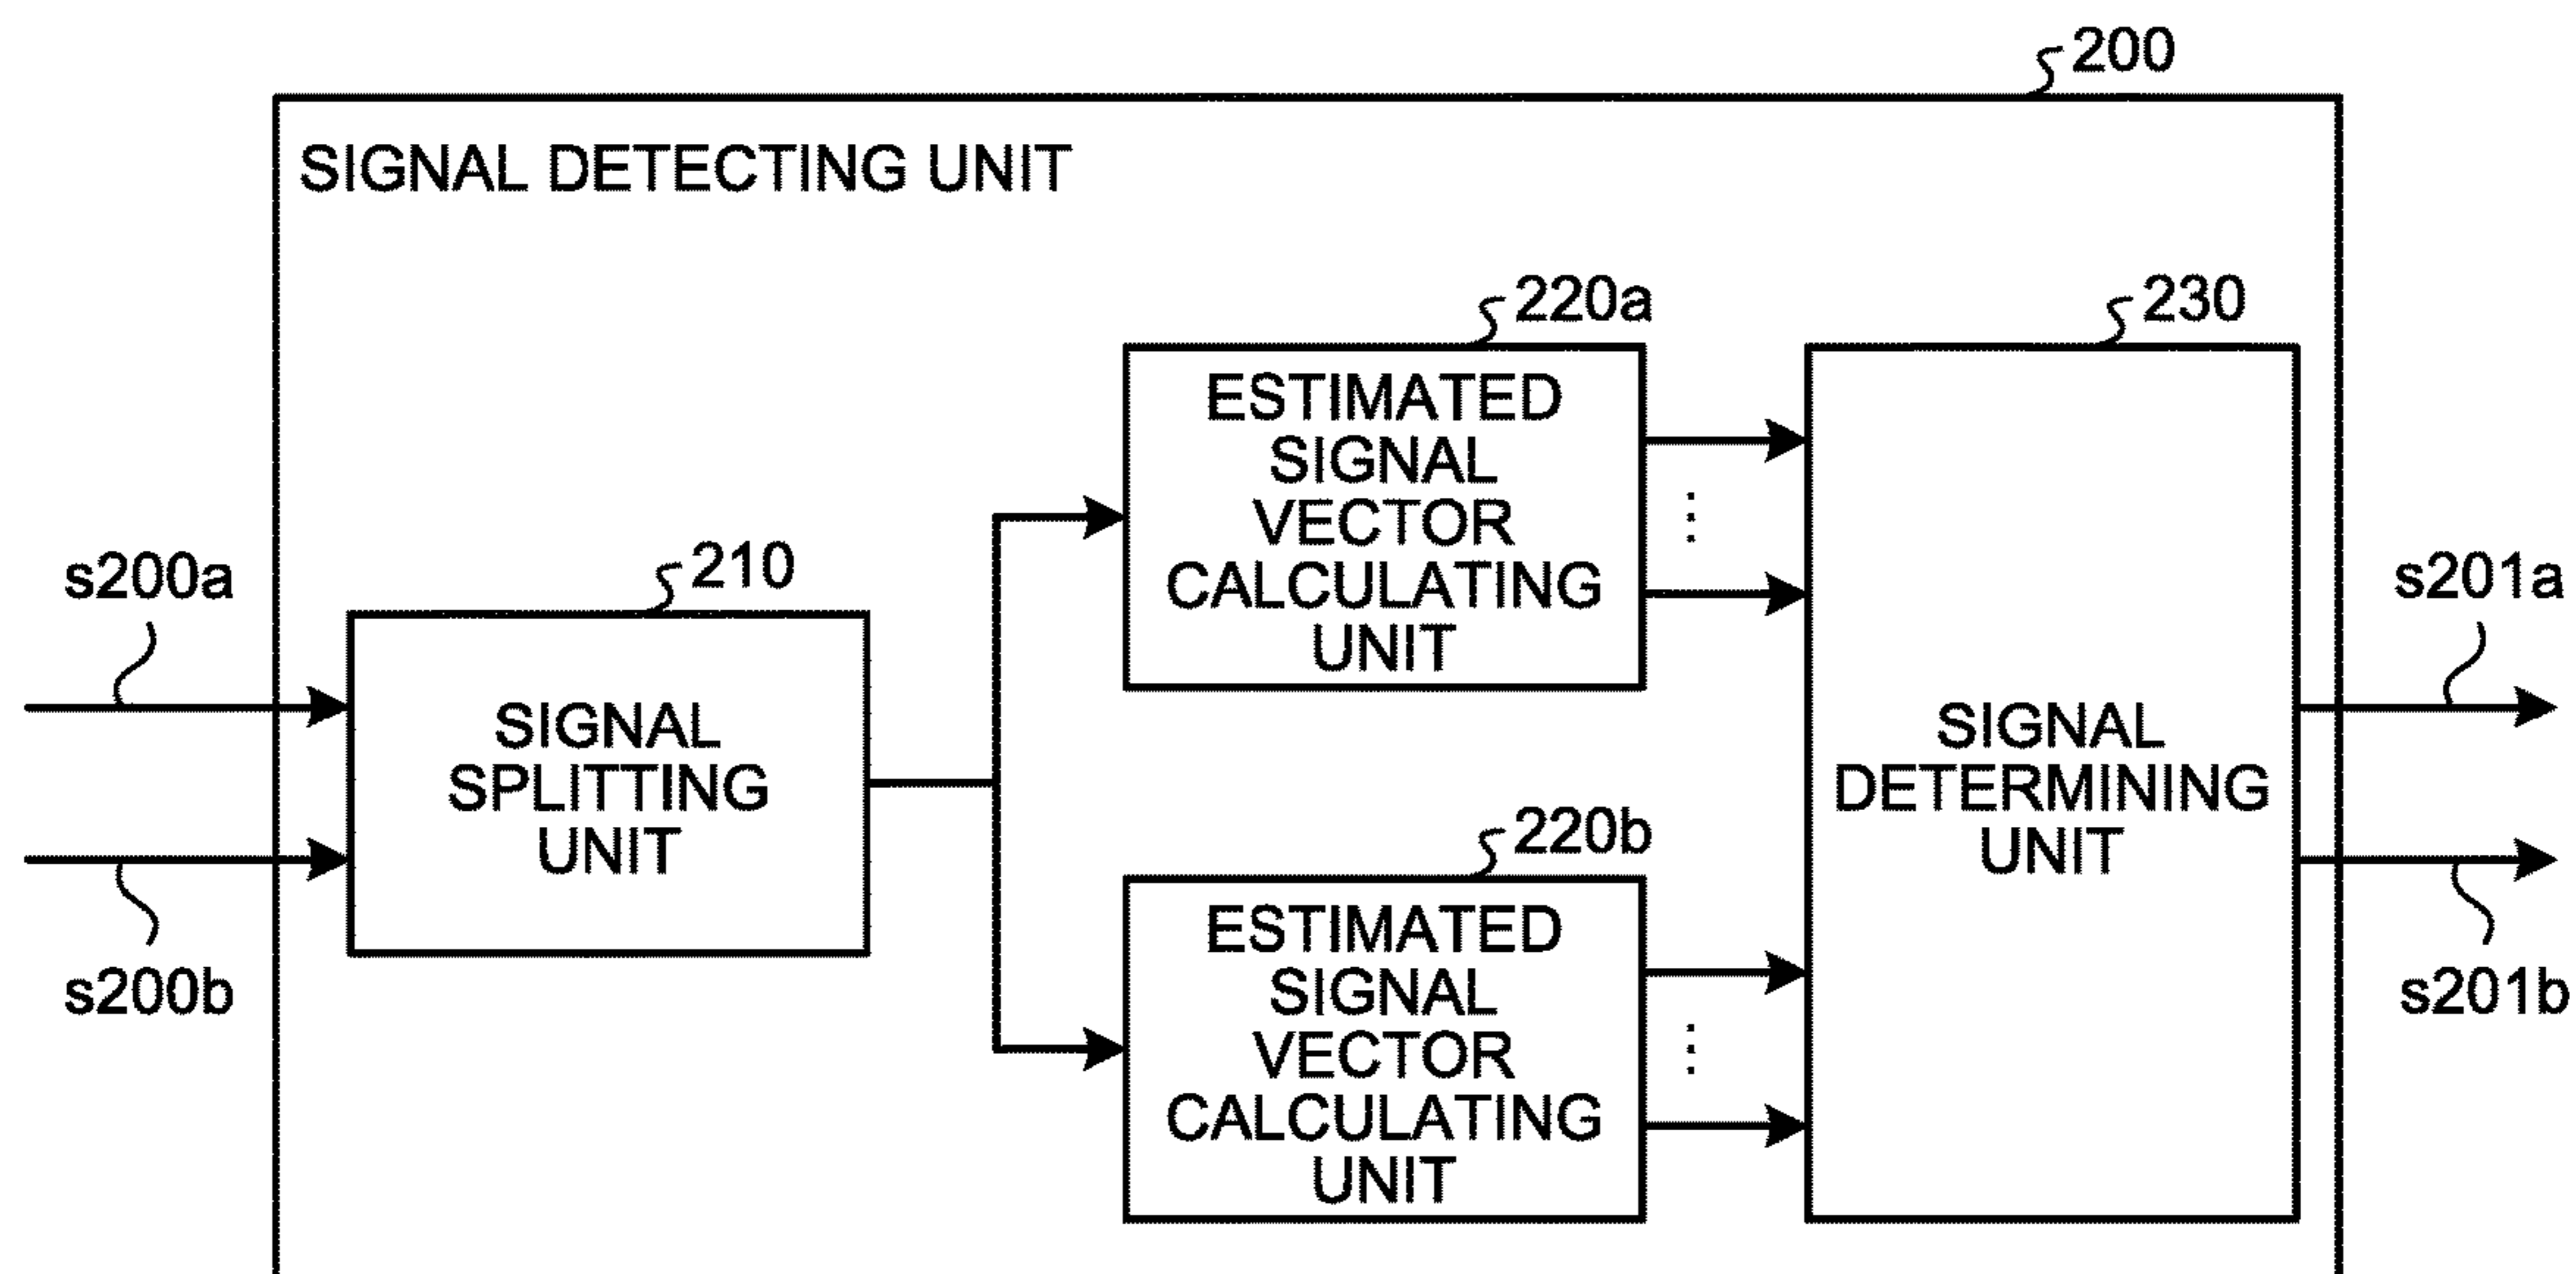 200
SIGNAL DETECTING UNIT
220a
230
ESTIMATED
SIGNAL
VECTOR
CALCULATING
UNIT
s200a
210
s201a
SIGNAL
SPLITTING
UNIT
SIGNAL
DETERMINING
UNIT
220b
s200b
ESTIMATED
SIGNAL
VECTOR
CALCULATING
UNIT
s201b